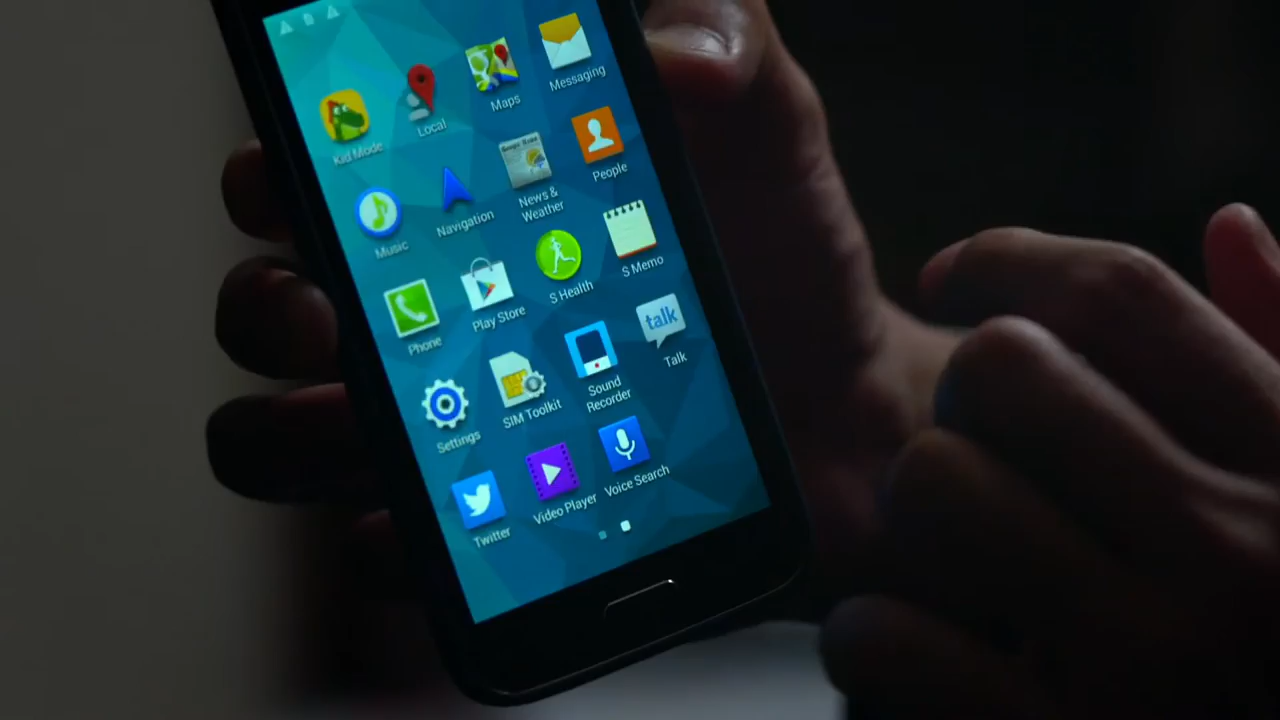 Kid Mode
Local
Maps
Messaging
Music
Navigation
News &
Weather
People
Phone
Play Store
S Health
S Memo
Settings
SIM Toolkit
Sound
Recorder
talk
Talk
Twitter
Video Player
Voice Search